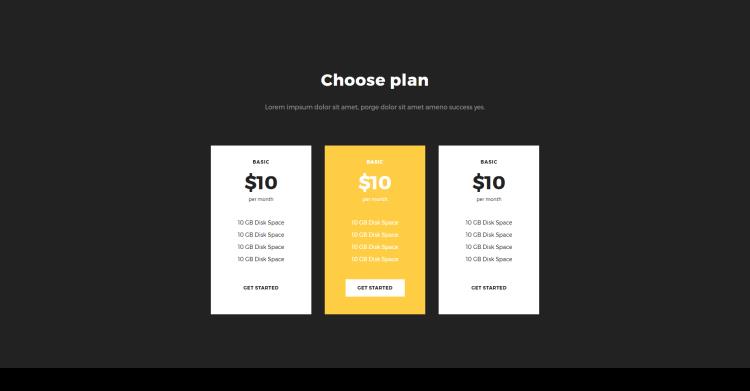 Choose plan
Lorem impsum dolor sit amet, porge dolor sit amet ameno success yes.
BASIC
$10
per month
10 GB Disk Space
10 GB Disk Space
10 GB Disk Space
10 GB Disk Space
GET STARTED
BASIC
$10
per month
10 GB Disk Space
10 GB Disk Space
10 GB Disk Space
10 GB Disk Space
GET STARTED
BASIC
$10
per month
10 GB Disk Space
10 GB Disk Space
10 GB Disk Space
10 GB Disk Space
GET STARTED